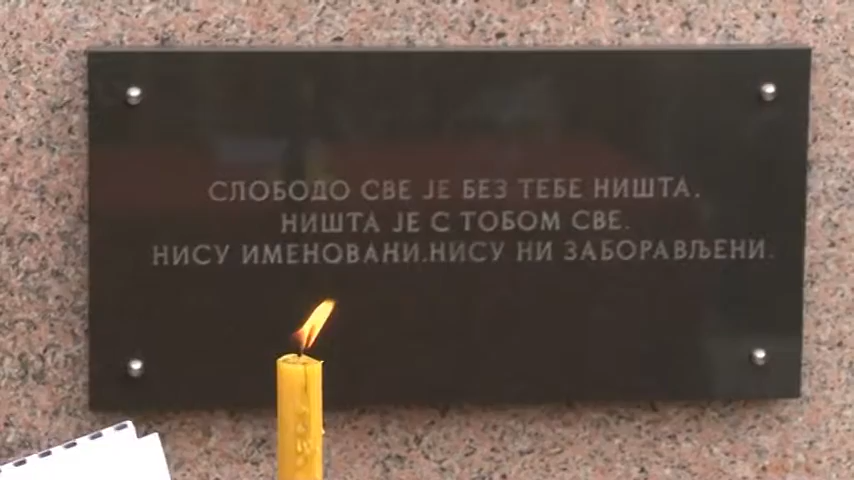 СЛОБОДО СВЕ ЈЕ БЕЗ ТЕБЕ НИШТА.
НИШТА ЈЕ С ТОБОМ СВЕ.
НИСУ ИМЕНОВАНИ.НИСУ НИ ЗАБОРАВЉЕНИ.